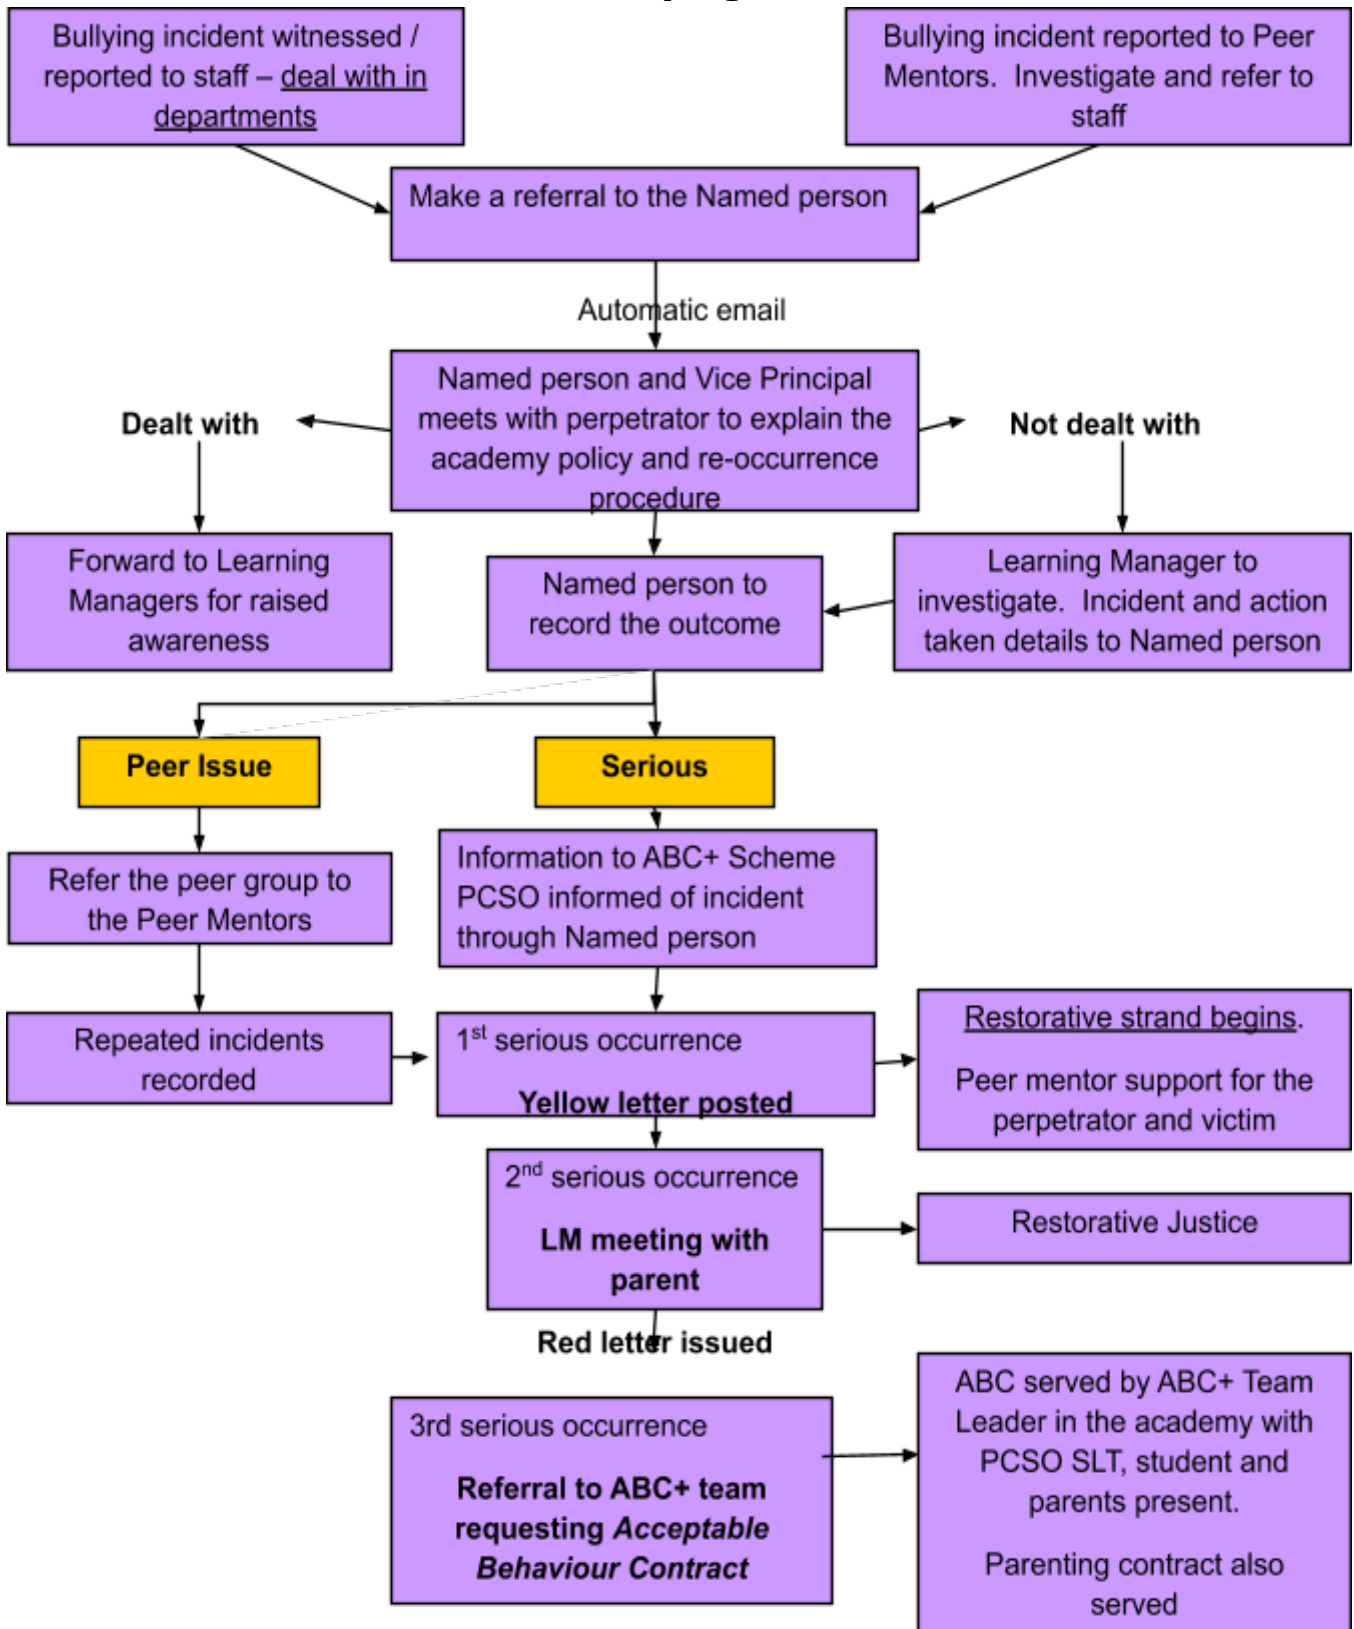 Bullying incident witnessed /
reported to staff – deal with in
departments
Bullying incident reported to Peer
Mentors.  Investigate and refer to
staff
Make a referral to the Named person
Automatic email
Named person and Vice Principal
meets with perpetrator to explain the
academy policy and re-occurrence
procedure
Dealt with
Not dealt with
Forward to Learning
Managers for raised
awareness
Named person to
record the outcome
Learning Manager to
investigate.  Incident and action
taken details to Named person
Peer Issue
Serious
Refer the peer group to
the Peer Mentors
Information to ABC+ Scheme
PCSO informed of incident
through Named person
Repeated incidents
recorded
1st serious occurrence
Yellow letter posted
Restorative strand begins.
Peer mentor support for the
perpetrator and victim
2nd serious occurrence
LM meeting with
parent
Restorative Justice
Red letter issued
3rd serious occurrence
Referral to ABC+ team
requesting Acceptable
Behaviour Contract
ABC served by ABC+ Team
Leader in the academy with
PCSO SLT, student and
parents present.
Parenting contract also
served